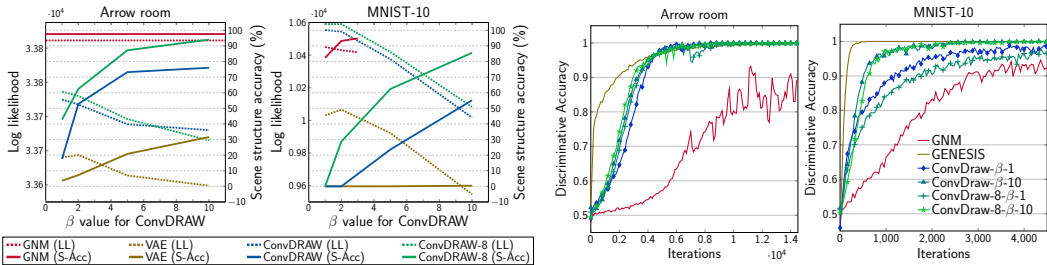 Arrow room
·10⁴
3.38
3.38
3.37
3.37
3.36
Log likelihood
100
90
80
70
60
50
40
30
20
10
0
−10
Scene structure accuracy (%)
0 2 4 6 8 10
β value for ConvDRAW
MNIST-10
·10⁴
1.06
1.04
1.02
1
0.98
0.96
Log likelihood
100
90
80
70
60
50
40
30
20
10
0
−10
Scene structure accuracy (%)
0 2 4 6 8 10
β value for ConvDRAW
GNM (LL) VAE (LL) ConvDRAW (LL) ConvDRAW-8 (LL)
GNM (S-Acc) VAE (S-Acc) ConvDRAW (S-Acc) ConvDRAW-8 (S-Acc)
Arrow room
Discriminative Accuracy
1
0.9
0.8
0.7
0.6
0.5
0 0.2 0.4 0.6 0.8 1 1.2 1.4
·10⁴
Iterations
MNIST-10
Discriminative Accuracy
1
0.9
0.8
0.7
0.6
0.5
GNM
GENESIS
ConvDraw-β-1
ConvDraw-β-10
ConvDraw-8-β-1
ConvDraw-8-β-10
0 1,000 2,000 3,000 4,000
Iterations